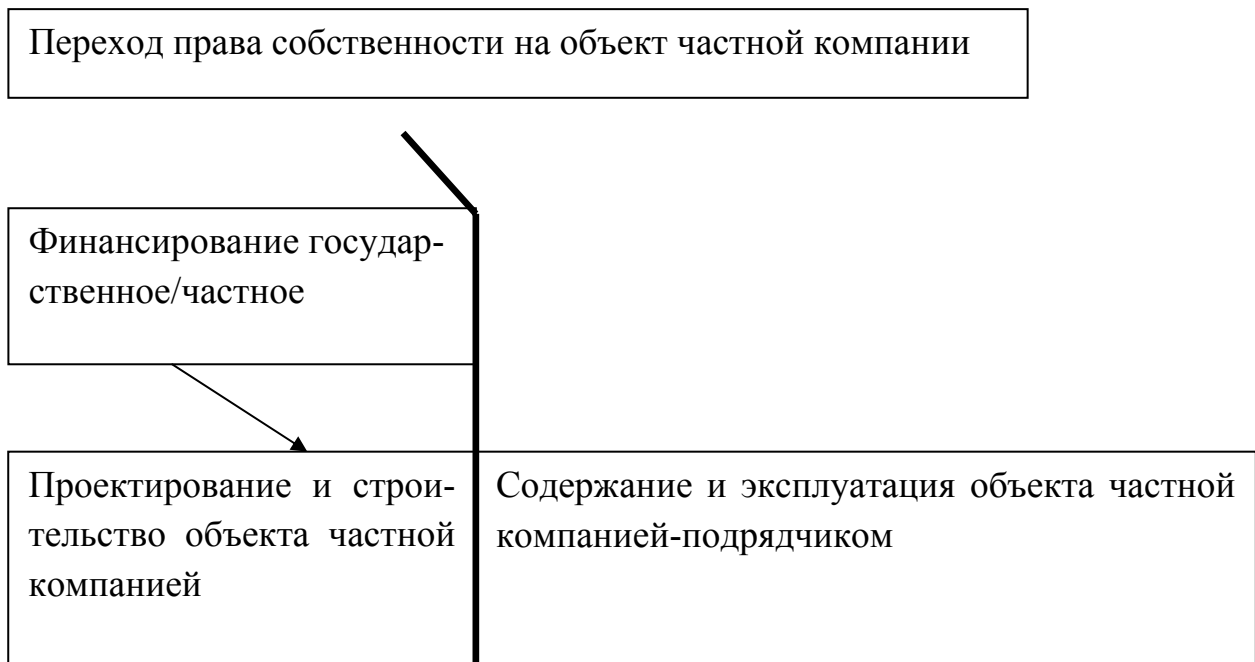 Переход права собственности на объект частной компании
Финансирование государ-
ственное/частное
Проектирование и строи-
тельство объекта частной
компанией
Содержание и эксплуатация объекта частной
компанией-подрядчиком